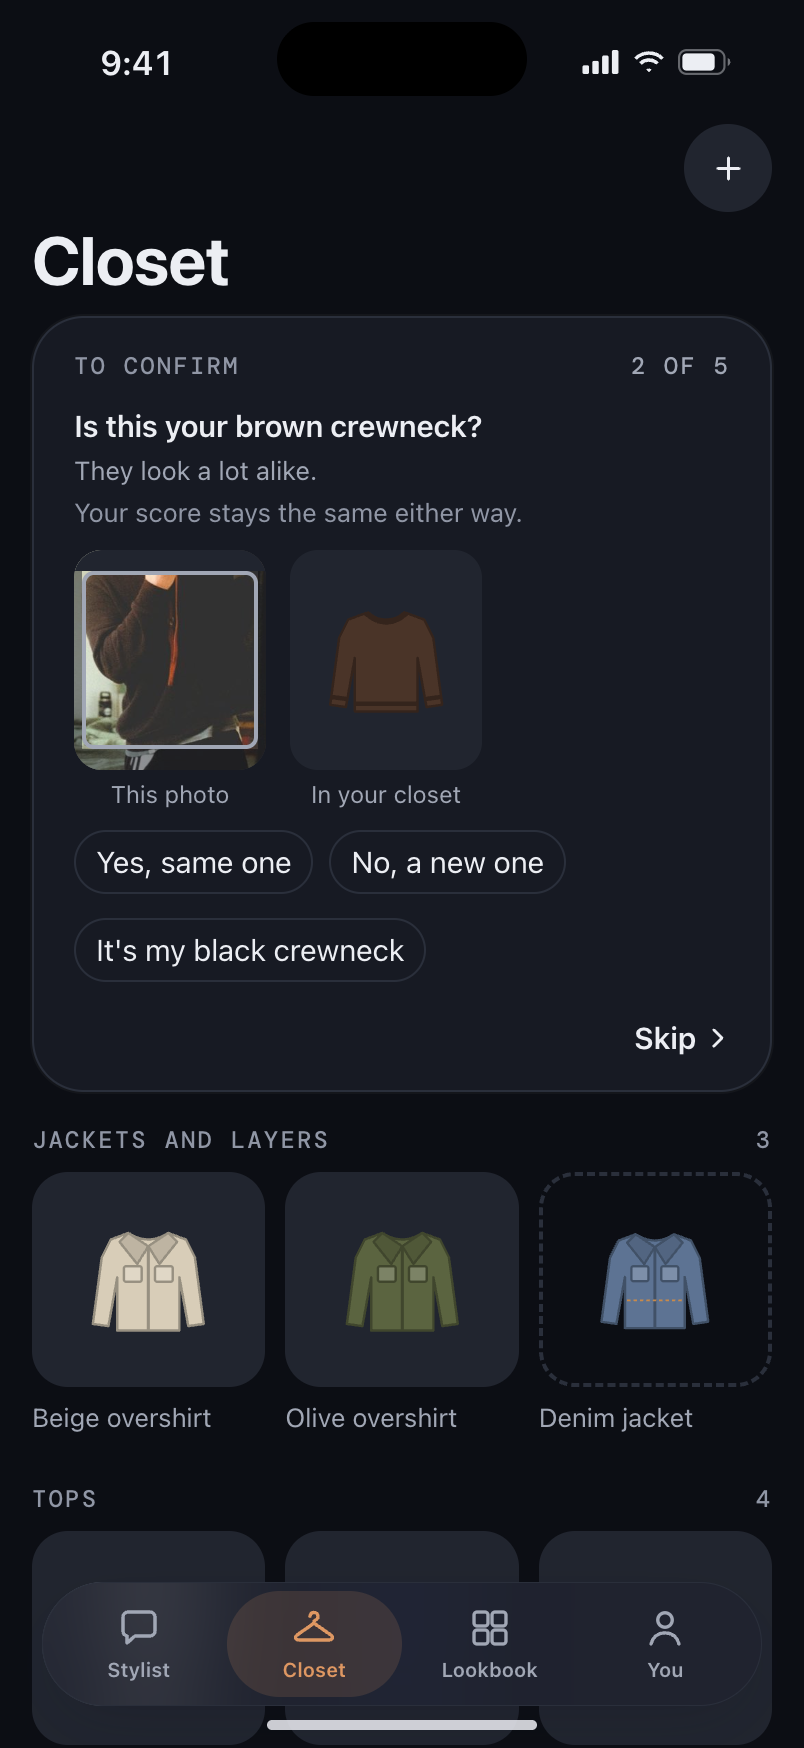 9:41
Closet
TO CONFIRM 2 OF 5
Is this your brown crewneck?
They look a lot alike.
Your score stays the same either way.
This photo In your closet
Yes, same one No, a new one
It's my black crewneck
Skip
JACKETS AND LAYERS 3
Beige overshirt Olive overshirt Denim jacket
TOPS 4
Stylist Closet Lookbook You